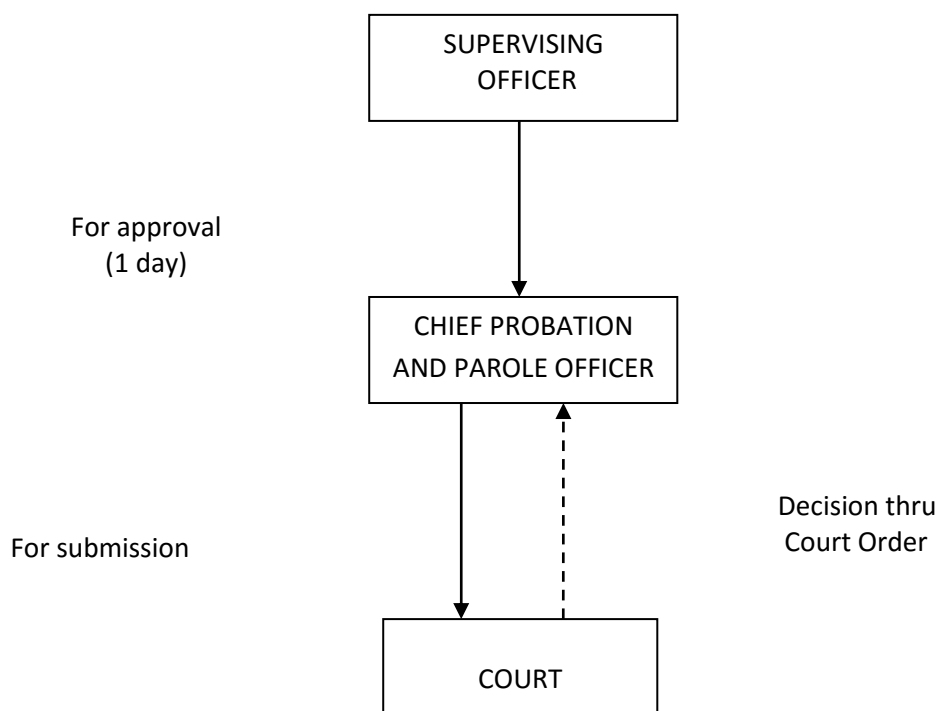 SUPERVISING
OFFICER
For approval
(1 day)
CHIEF PROBATION
AND PAROLE OFFICER
For submission
Decision thru
Court Order
COURT